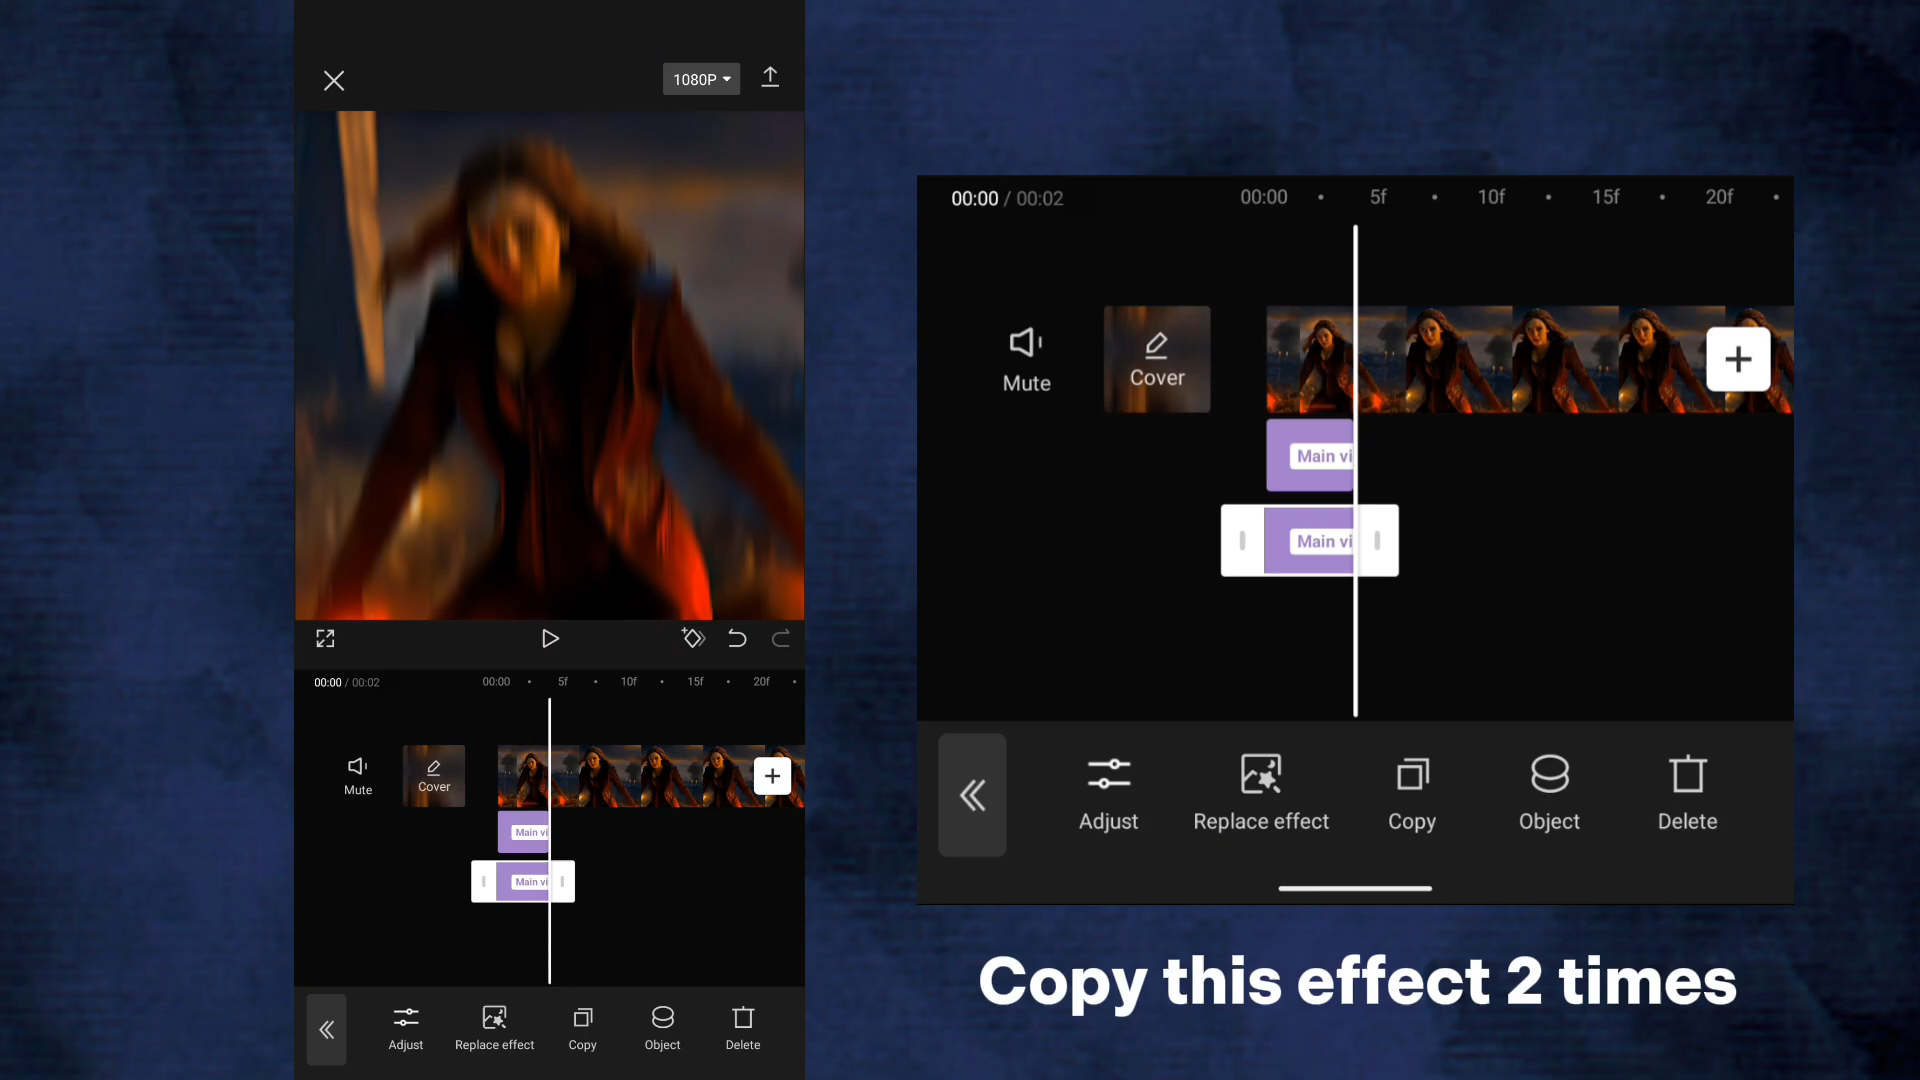 1080P
00:00 / 00:02
00:00 • 5f • 10f • 15f • 20f •
Mute
Cover
Main vi
Main vi
Adjust
Replace effect
Copy
Object
Delete
00:00 / 00:02
00:00 • 5f • 10f • 15f • 20f •
Mute
Cover
Main vi
Main vi
Adjust
Replace effect
Copy
Object
Delete
Copy this effect 2 times